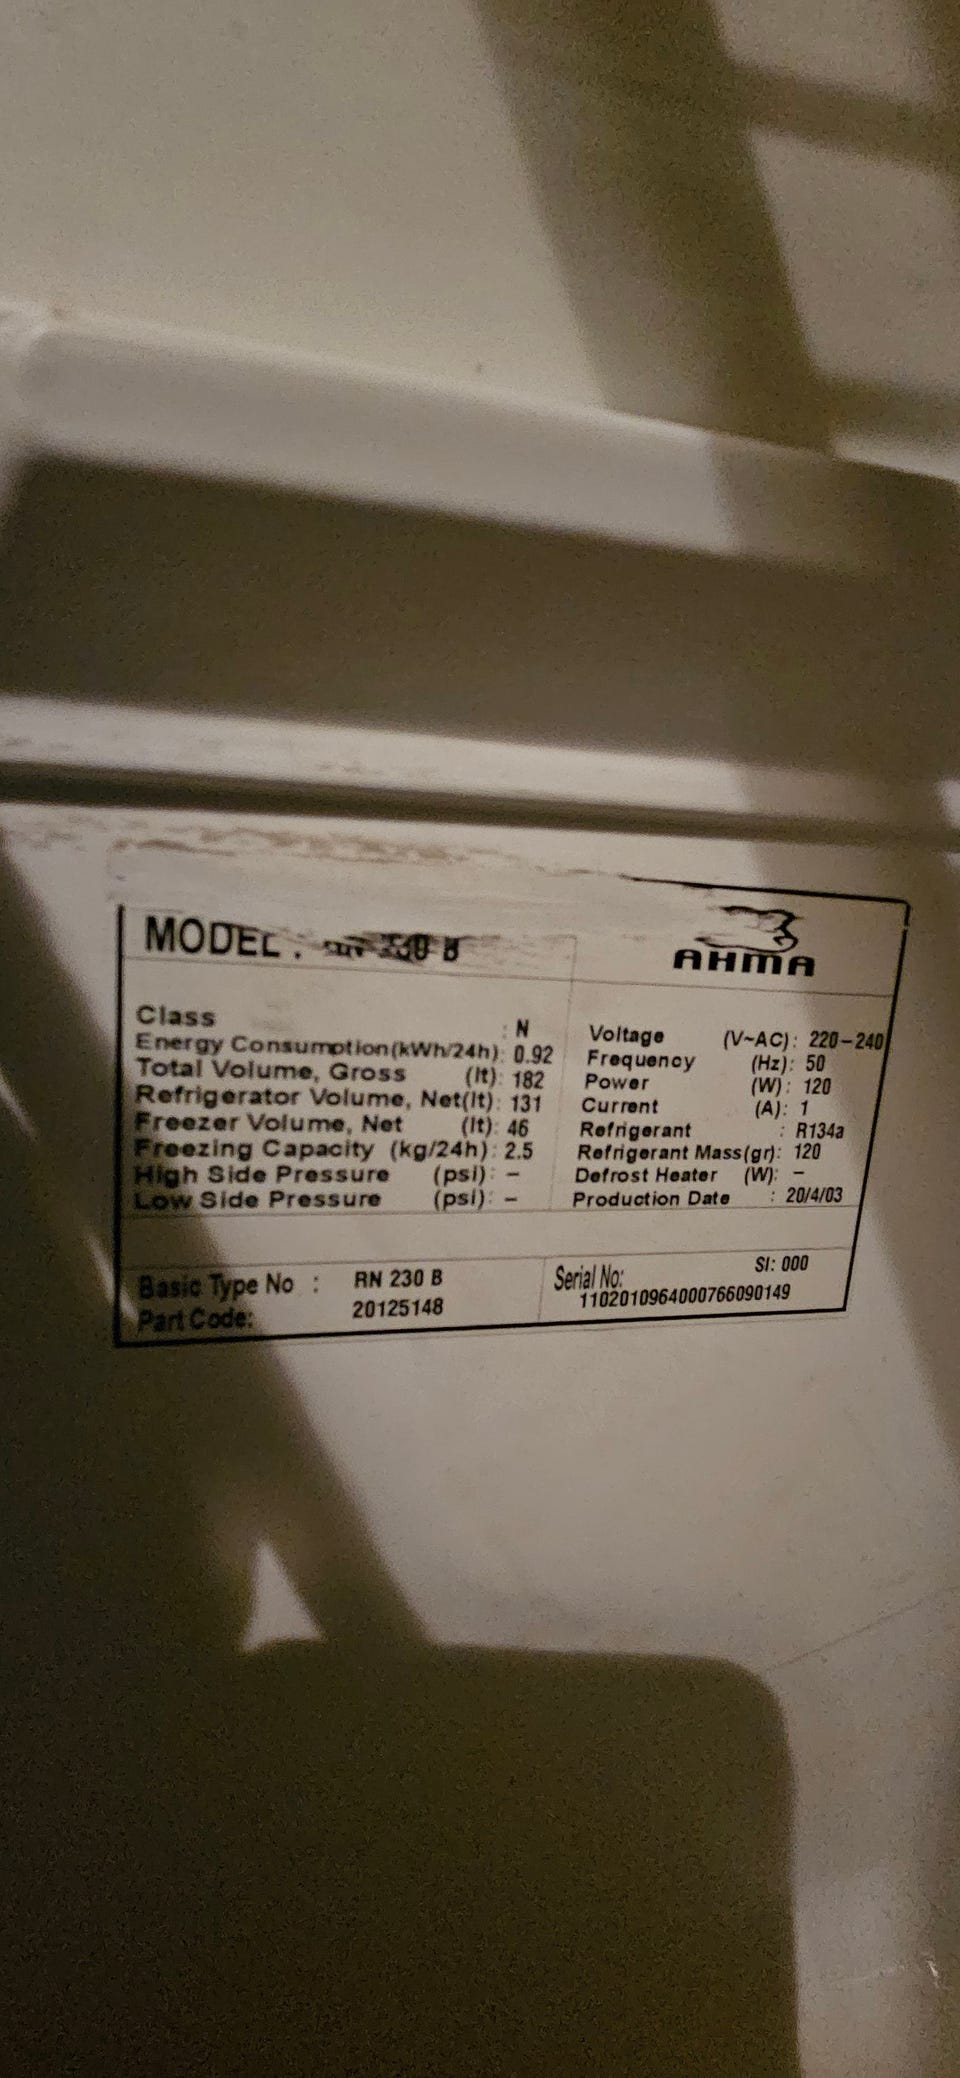 MODEL : 230 B
AHMA
Class : N
Energy Consumption(kWh/24h): 0.92
Total Volume, Gross (lt): 182
Refrigerator Volume, Net(lt): 131
Freezer Volume, Net (lt): 46
Freezing Capacity (kg/24h): 2.5
High Side Pressure (psi): –
Low Side Pressure (psi): –
Voltage (V~AC): 220–240
Frequency (Hz): 50
Power (W): 120
Current (A): 1
Refrigerant : R134a
Refrigerant Mass(gr): 120
Defrost Heater (W): –
Production Date : 20/4/03
Basic Type No : RN 230 B
Part Code: 20125148
SI: 000
Serial No:
1102010964000766090149